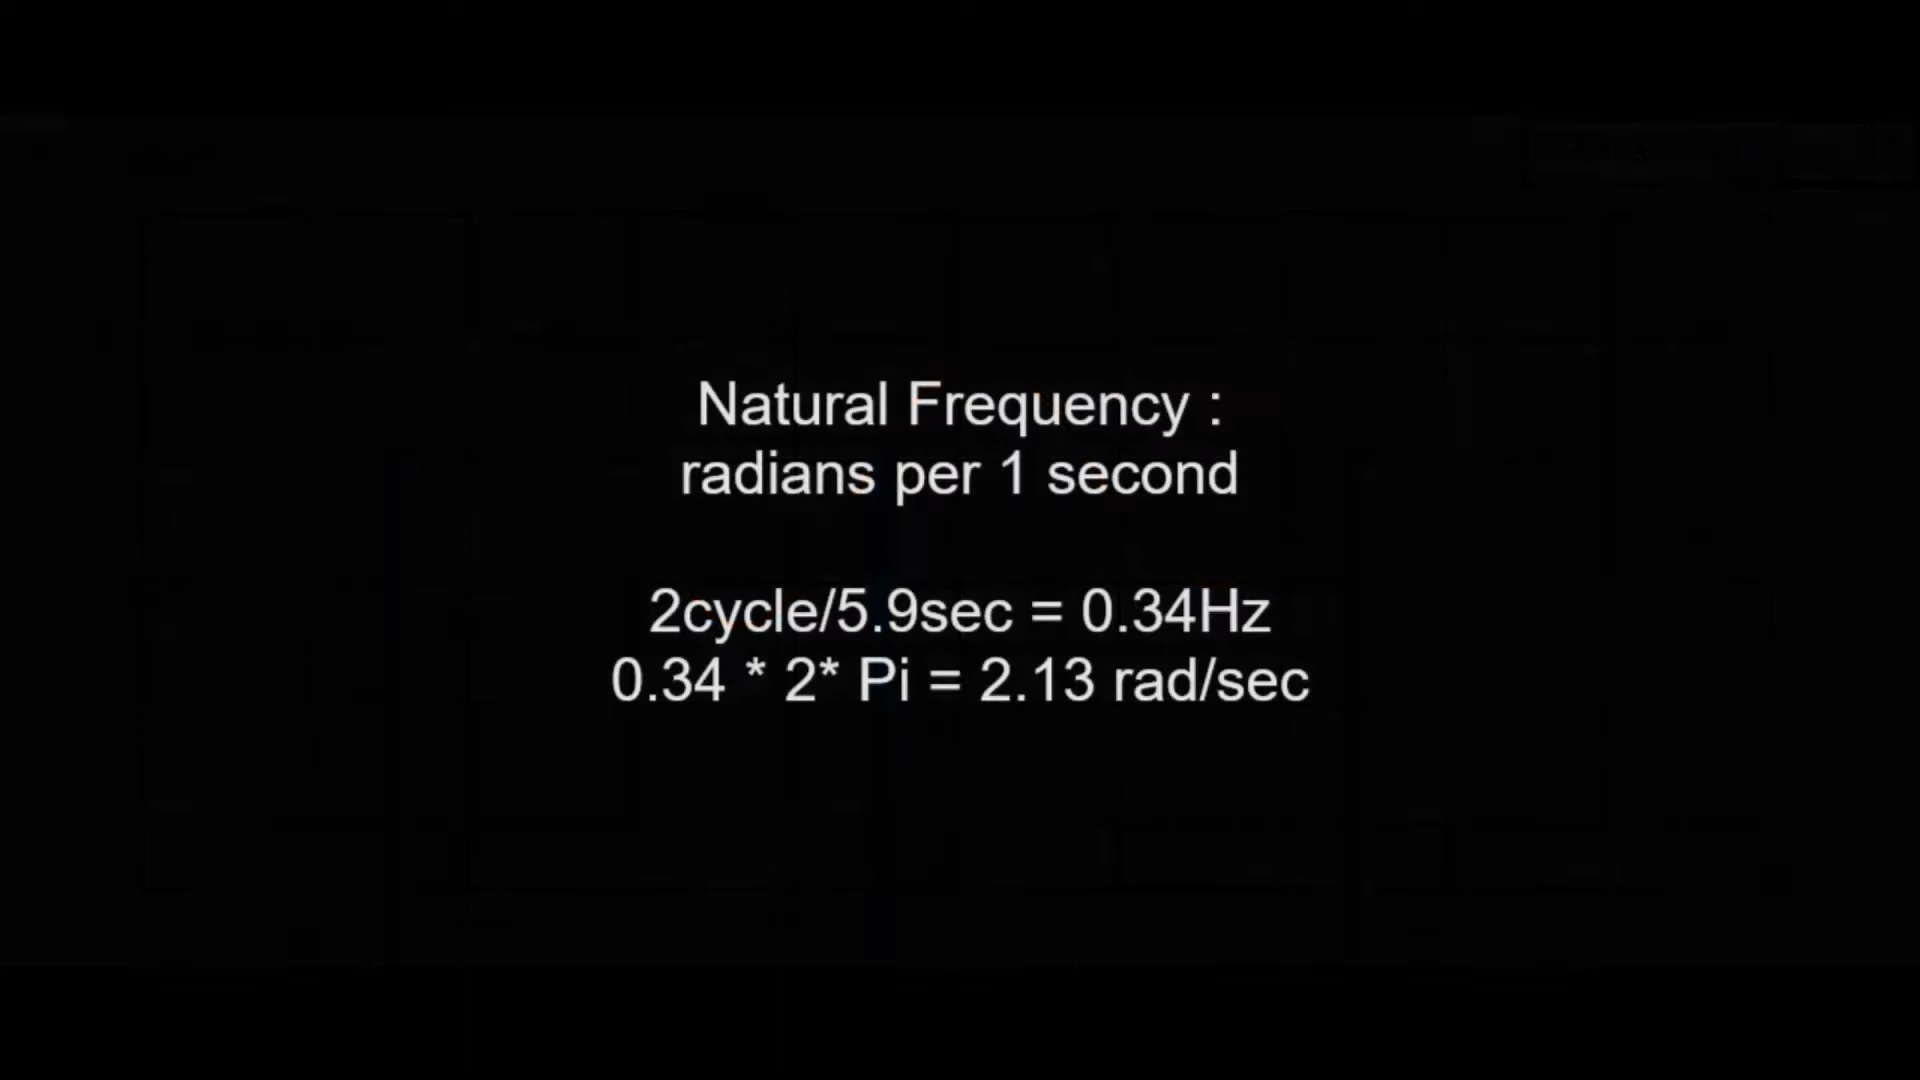 Natural Frequency :
radians per 1 second
2cycle/5.9sec = 0.34Hz
0.34 * 2* Pi = 2.13 rad/sec